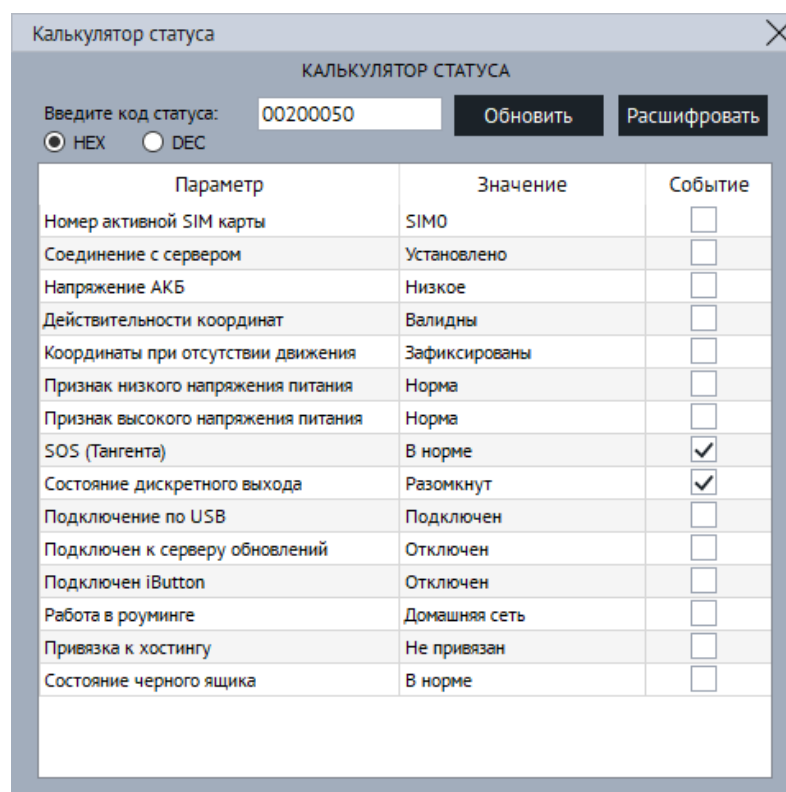 Калькулятор статуса
КАЛЬКУЛЯТОР СТАТУСА
Введите код статуса: 00200050 Обновить Расшифровать
HEX DEC
Параметр Значение Событие
Номер активной SIM карты SIM0
Соединение с сервером Установлено
Напряжение АКБ Низкое
Действительности координат Валидны
Координаты при отсутствии движения Зафиксированы
Признак низкого напряжения питания Норма
Признак высокого напряжения питания Норма
SOS (Тангента) В норме
Состояние дискретного выхода Разомкнут
Подключение по USB Подключен
Подключен к серверу обновлений Отключен
Подключен iButton Отключен
Работа в роуминге Домашняя сеть
Привязка к хостингу Не привязан
Состояние черного ящика В норме